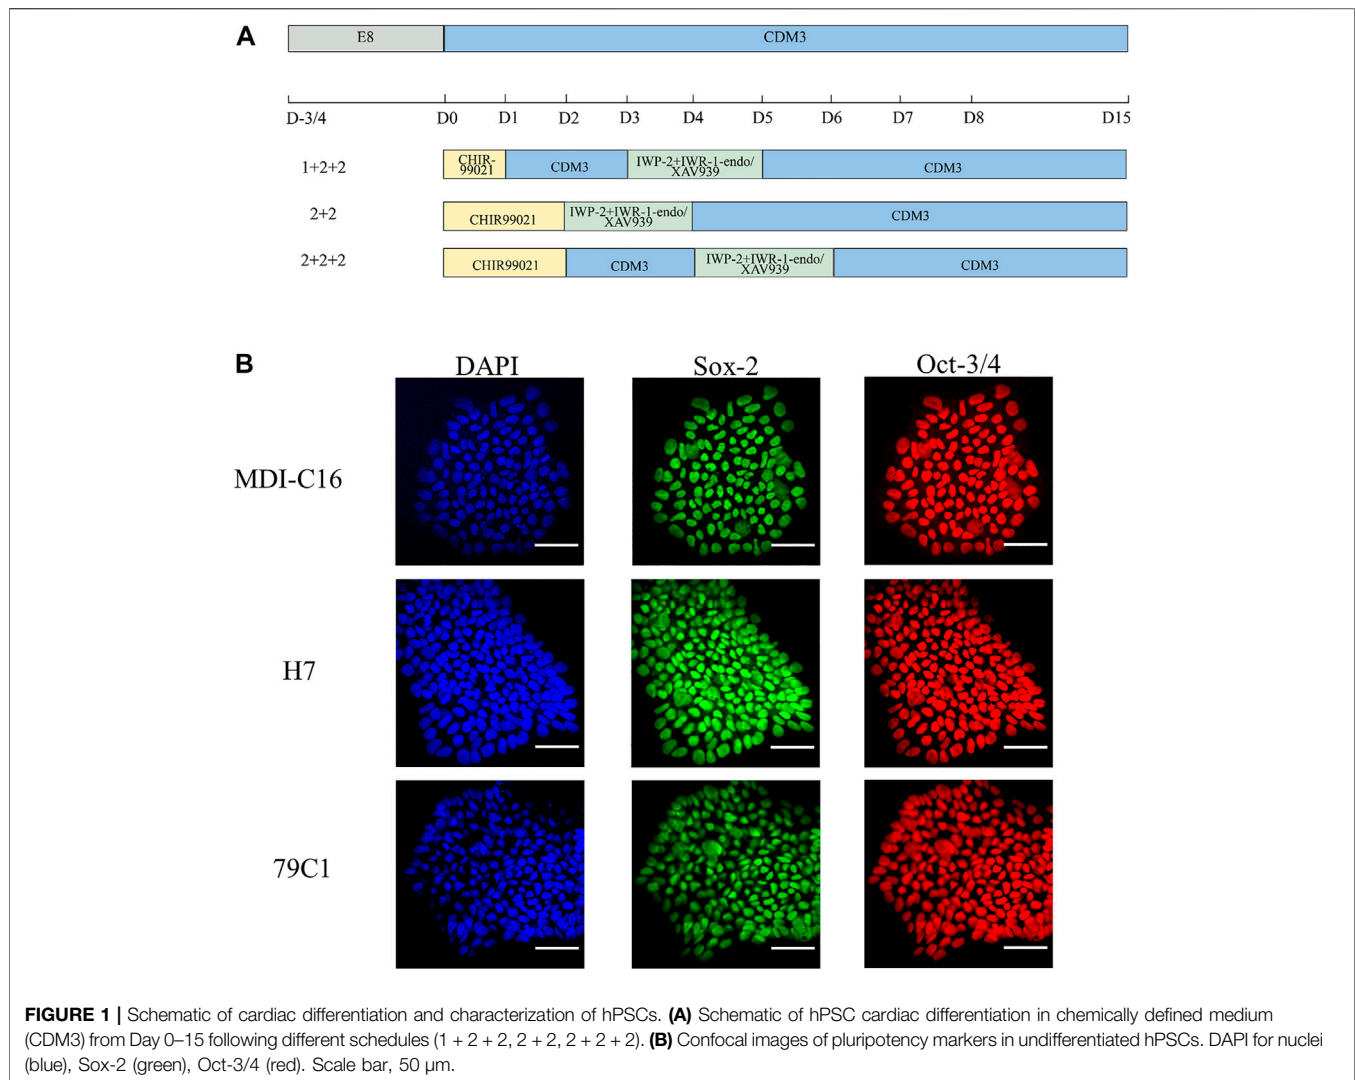 A
E8 CDM3
D-3/4 D0 D1 D2 D3 D4 D5 D6 D7 D8 D15
1+2+2
CHIR-
99021
CDM3
IWP-2+IWR-1-endo/
XAV939
CDM3
2+2
CHIR99021
IWP-2+IWR-1-endo/
XAV939
CDM3
2+2+2
CHIR99021
CDM3
IWP-2+IWR-1-endo/
XAV939
CDM3
B
DAPI Sox-2 Oct-3/4
MDI-C16
H7
79C1
FIGURE 1 | Schematic of cardiac differentiation and characterization of hPSCs. (A) Schematic of hPSC cardiac differentiation in chemically defined medium
(CDM3) from Day 0–15 following different schedules (1 + 2 + 2, 2 + 2, 2 + 2 + 2). (B) Confocal images of pluripotency markers in undifferentiated hPSCs. DAPI for nuclei
(blue), Sox-2 (green), Oct-3/4 (red). Scale bar, 50 µm.